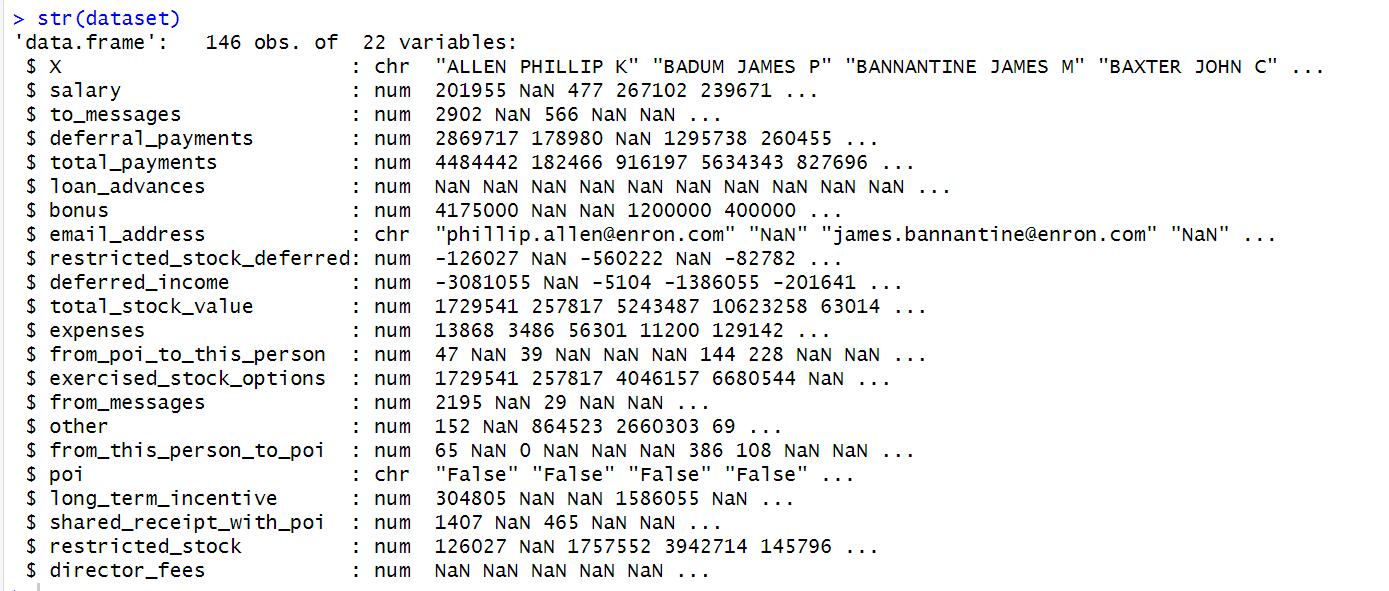 > str(dataset)
'data.frame':   146 obs. of  22 variables:
 $ X                        : chr  "ALLEN PHILLIP K" "BADUM JAMES P" "BANNANTINE JAMES M" "BAXTER JOHN C" ...
 $ salary                   : num  201955 NaN 477 267102 239671 ...
 $ to_messages              : num  2902 NaN 566 NaN NaN ...
 $ deferral_payments        : num  2869717 178980 NaN 1295738 260455 ...
 $ total_payments           : num  4484442 182466 916197 5634343 827696 ...
 $ loan_advances            : num  NaN NaN NaN NaN NaN NaN NaN NaN NaN NaN ...
 $ bonus                    : num  4175000 NaN NaN 1200000 400000 ...
 $ email_address            : chr  "phillip.allen@enron.com" "NaN" "james.bannantine@enron.com" "NaN" ...
 $ restricted_stock_deferred: num  -126027 NaN -560222 NaN -82782 ...
 $ deferred_income          : num  -3081055 NaN -5104 -1386055 -201641 ...
 $ total_stock_value        : num  1729541 257817 5243487 10623258 63014 ...
 $ expenses                 : num  13868 3486 56301 11200 129142 ...
 $ from_poi_to_this_person  : num  47 NaN 39 NaN NaN NaN 144 228 NaN NaN ...
 $ exercised_stock_options  : num  1729541 257817 4046157 6680544 NaN ...
 $ from_messages            : num  2195 NaN 29 NaN NaN ...
 $ other                    : num  152 NaN 864523 2660303 69 ...
 $ from_this_person_to_poi  : num  65 NaN 0 NaN NaN NaN 386 108 NaN NaN ...
 $ poi                      : chr  "False" "False" "False" "False" ...
 $ long_term_incentive      : num  304805 NaN NaN 1586055 NaN ...
 $ shared_receipt_with_poi  : num  1407 NaN 465 NaN NaN ...
 $ restricted_stock         : num  126027 NaN 1757552 3942714 145796 ...
 $ director_fees            : num  NaN NaN NaN NaN NaN ...